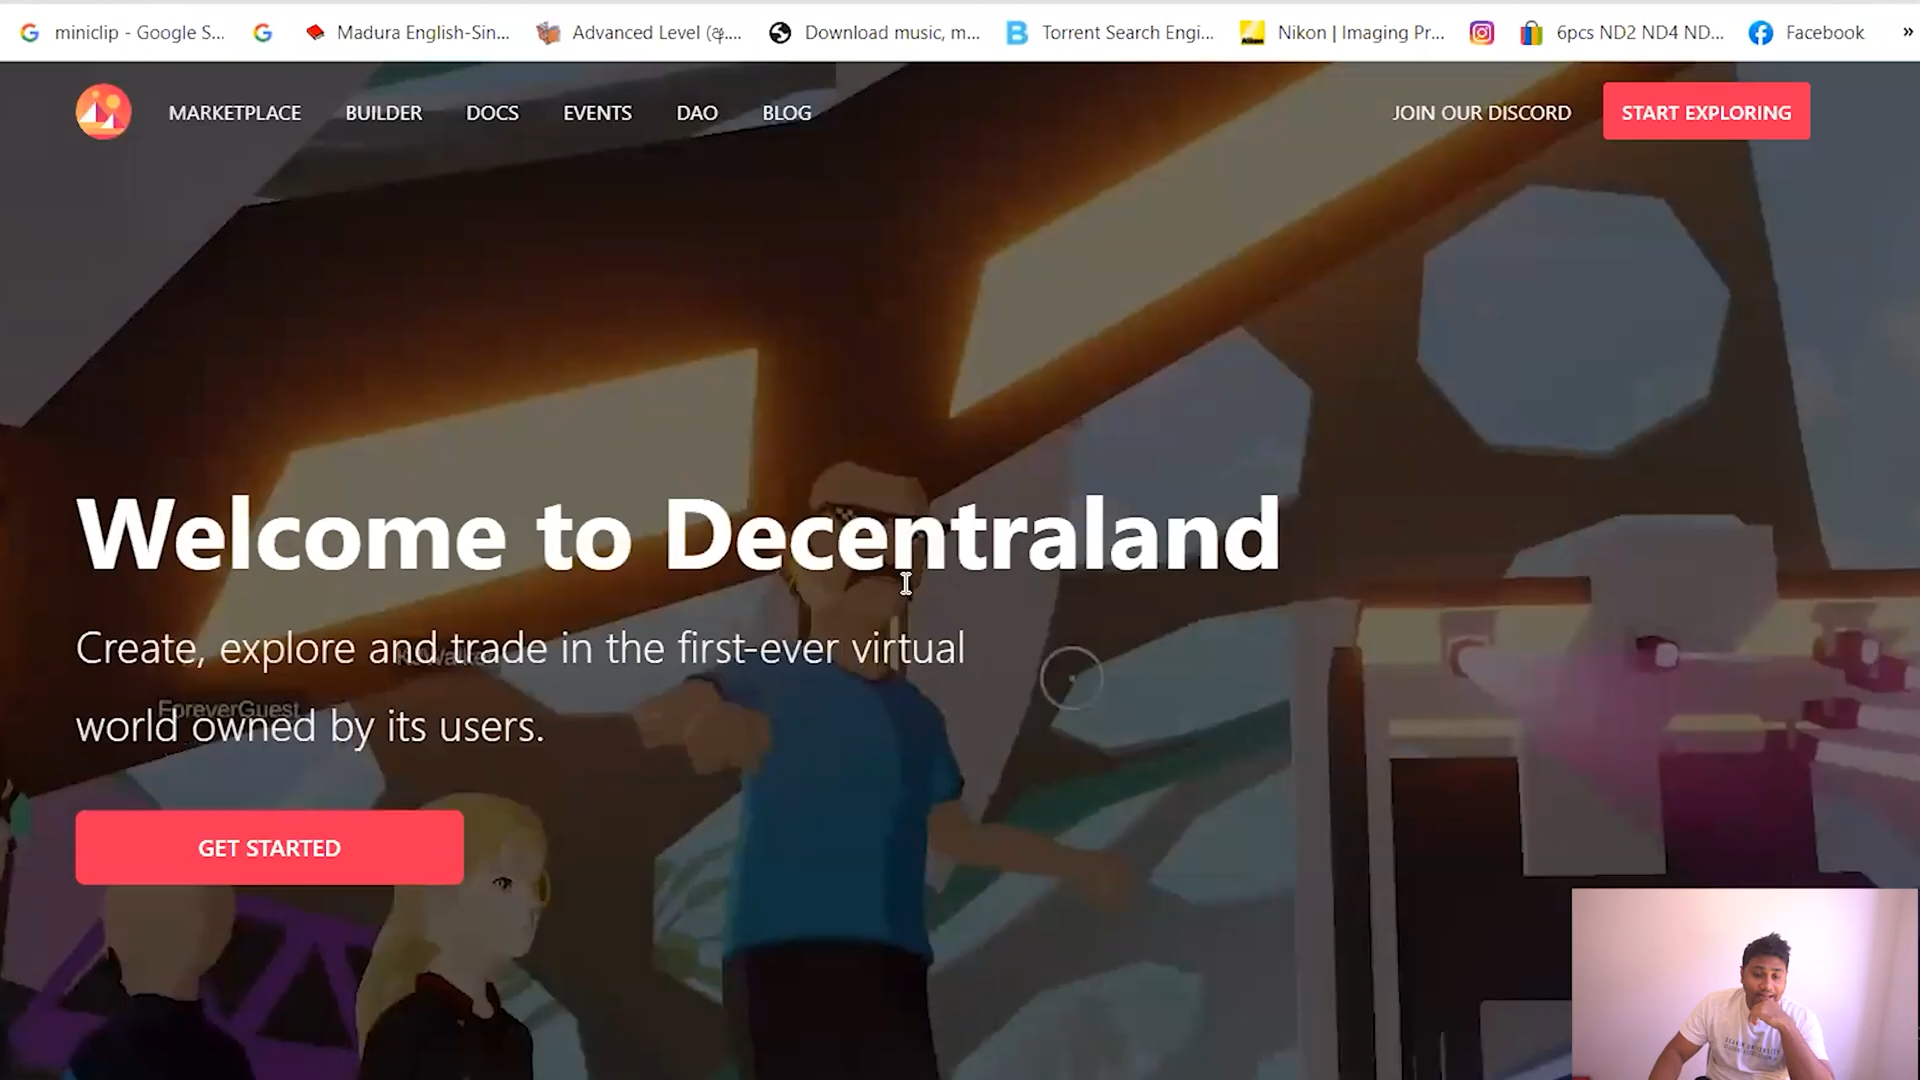 miniclip - Google S...
Madura English-Sin...
Advanced Level (අ....
Download music, m...
Torrent Search Engi...
Nikon | Imaging Pr...
6pcs ND2 ND4 ND...
Facebook
»
MARKETPLACE
BUILDER
DOCS
EVENTS
DAO
BLOG
JOIN OUR DISCORD
START EXPLORING
Welcome to Decentraland
Create, explore and trade in the first-ever virtual
world owned by its users.
ForeverGuest
GET STARTED